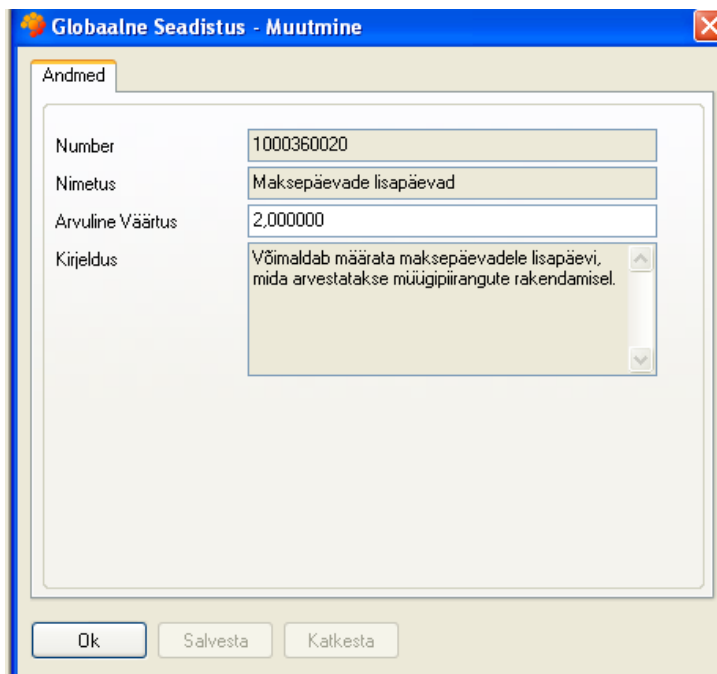 Globaalne Seadistus - Muutmine
Andmed
Number 1000360020
Nimetus Maksepäevade lisapäevad
Arvuline Väärtus 2,000000
Kirjeldus Võimaldab määrata maksepäevadele lisapäevi,
mida arvestatakse müügipiirangute rakendamisel.
Ok Salvesta Katkesta